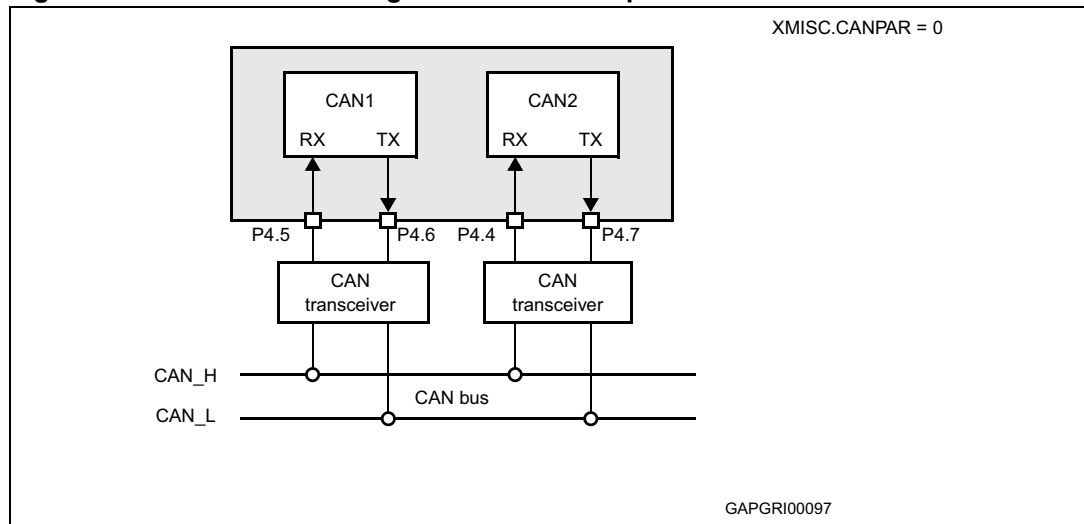 XMISC.CANPAR = 0
CAN1
CAN2
RX TX
RX TX
P4.5
P4.6
P4.4
P4.7
CAN
transceiver
CAN
transceiver
CAN_H
CAN bus
CAN_L
GAPGRI00097